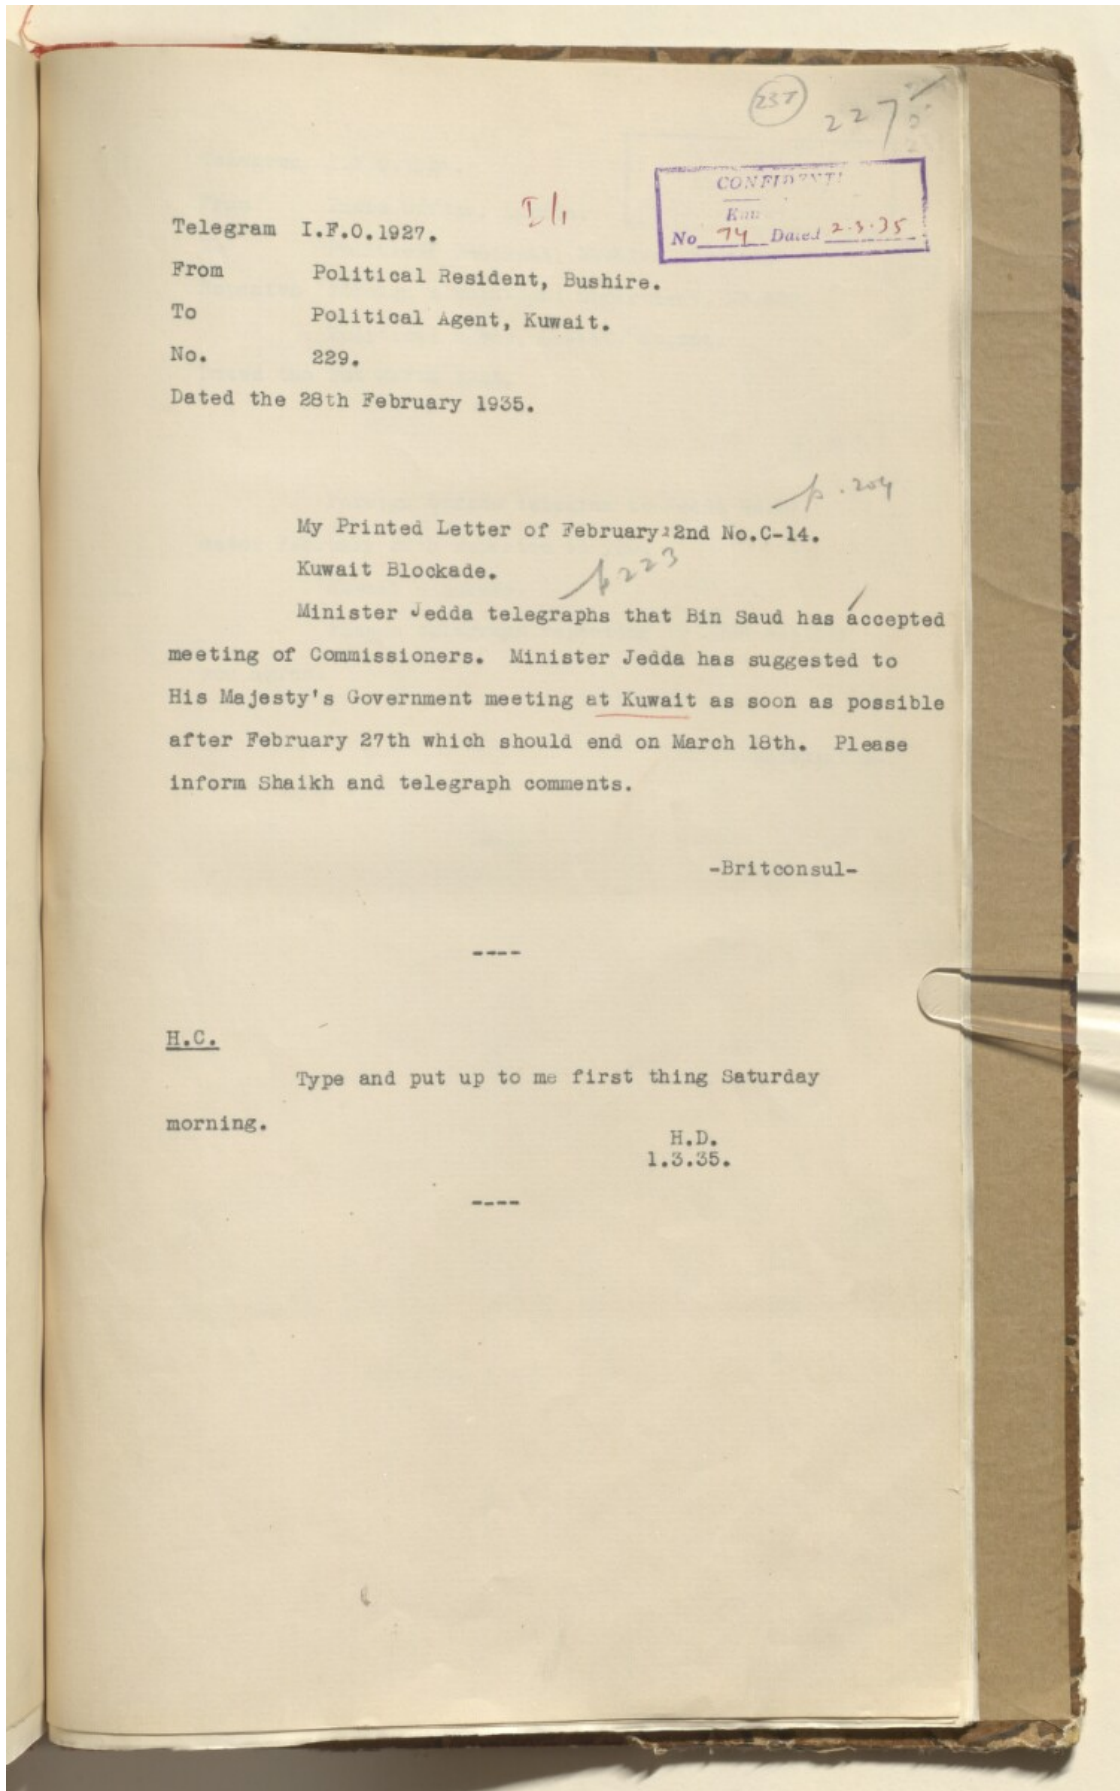 237
227
CONFIDENTI
No 74 Dated 2.3.35
I/1
Telegram I.F.O.1927.
From Political Resident, Bushire.
To Political Agent, Kuwait.
No. 229.
Dated the 28th February 1935.
p.204
My Printed Letter of February 2nd No.C-14.
Kuwait Blockade.
p223
Minister Jedda telegraphs that Bin Saud has accepted
meeting of Commissioners. Minister Jedda has suggested to
His Majesty's Government meeting at Kuwait as soon as possible
after February 27th which should end on March 18th. Please
inform Shaikh and telegraph comments.
-Britconsul-
----
H.C.
Type and put up to me first thing Saturday
morning.
H.D.
1.3.35.
----